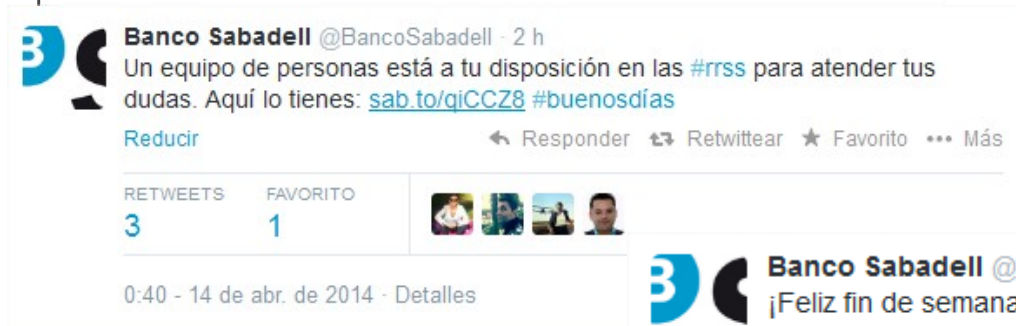 Banco Sabadell @BancoSabadell · 2 h
Un equipo de personas está a tu disposición en las #rrss para atender tus
dudas. Aquí lo tienes: sab.to/qiCCZ8 #buenosdías
Reducir Responder Retwittear Favorito ••• Más
RETWEETS FAVORITO
3 1
0:40 - 14 de abr. de 2014 · Detalles
Banco Sabadell @
¡Feliz fin de semana